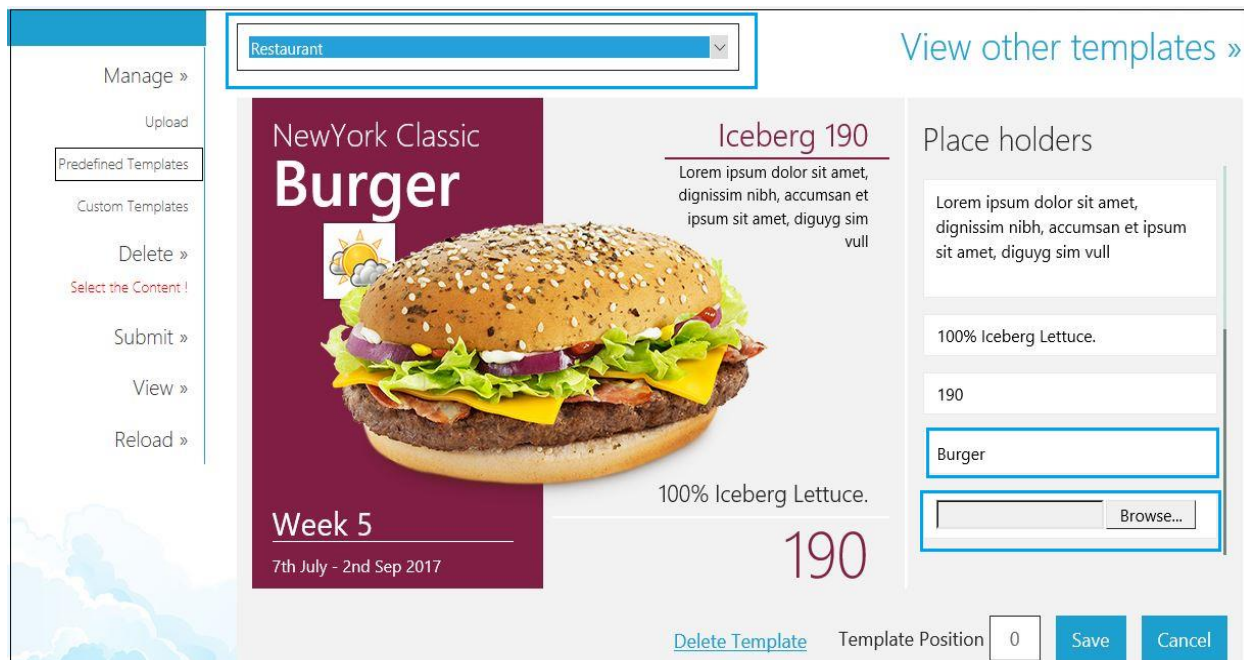 Restaurant
View other templates »
Manage »
Upload
Predefined Templates
Custom Templates
Delete »
Select the Content !
Submit »
View »
Reload »
NewYork Classic
Burger
Week 5
7th July - 2nd Sep 2017
Iceberg 190
Lorem ipsum dolor sit amet,
dignissim nibh, accumsan et
ipsum sit amet, diguyg sim
vull
100% Iceberg Lettuce.
190
Place holders
Lorem ipsum dolor sit amet,
dignissim nibh, accumsan et ipsum
sit amet, diguyg sim vull
100% Iceberg Lettuce.
190
Burger
Browse...
Delete Template
Template Position 0
Save
Cancel